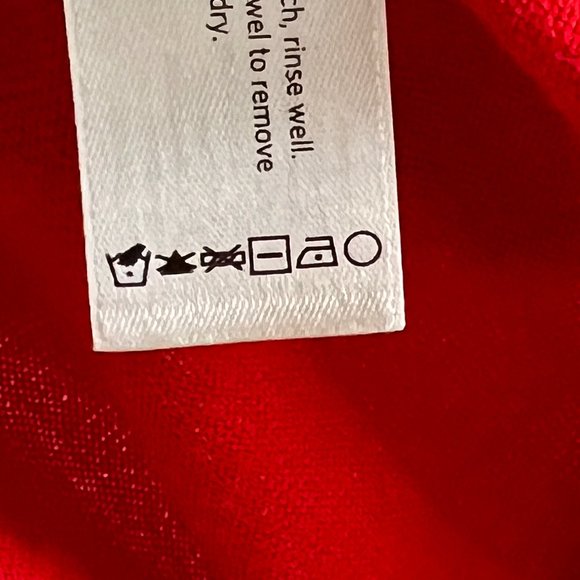 ch, rinse well.
wel to remove
dry.